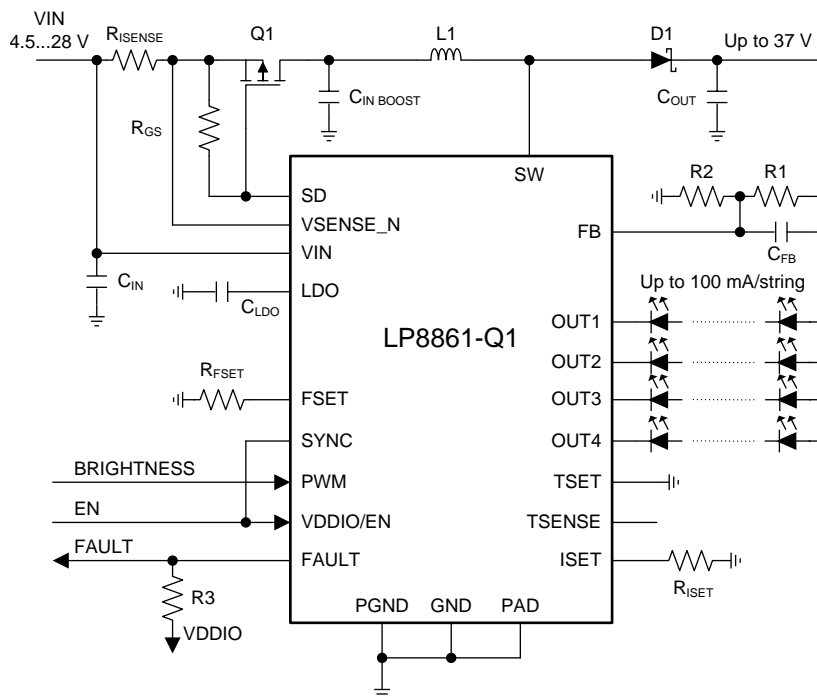 VIN
4.5...28 V
RISENSE
Q1
L1
D1
Up to 37 V
CIN BOOST
COUT
RGS
SW
R2
R1
SD
VSENSE_N
FB
VIN
CFB
CIN
LDO
CLDO
Up to 100 mA/string
LP8861-Q1
OUT1
OUT2
RFSET
FSET
OUT3
SYNC
OUT4
BRIGHTNESS
PWM
TSET
EN
VDDIO/EN
TSENSE
FAULT
FAULT
ISET
R3
RISET
PGND
GND
PAD
VDDIO